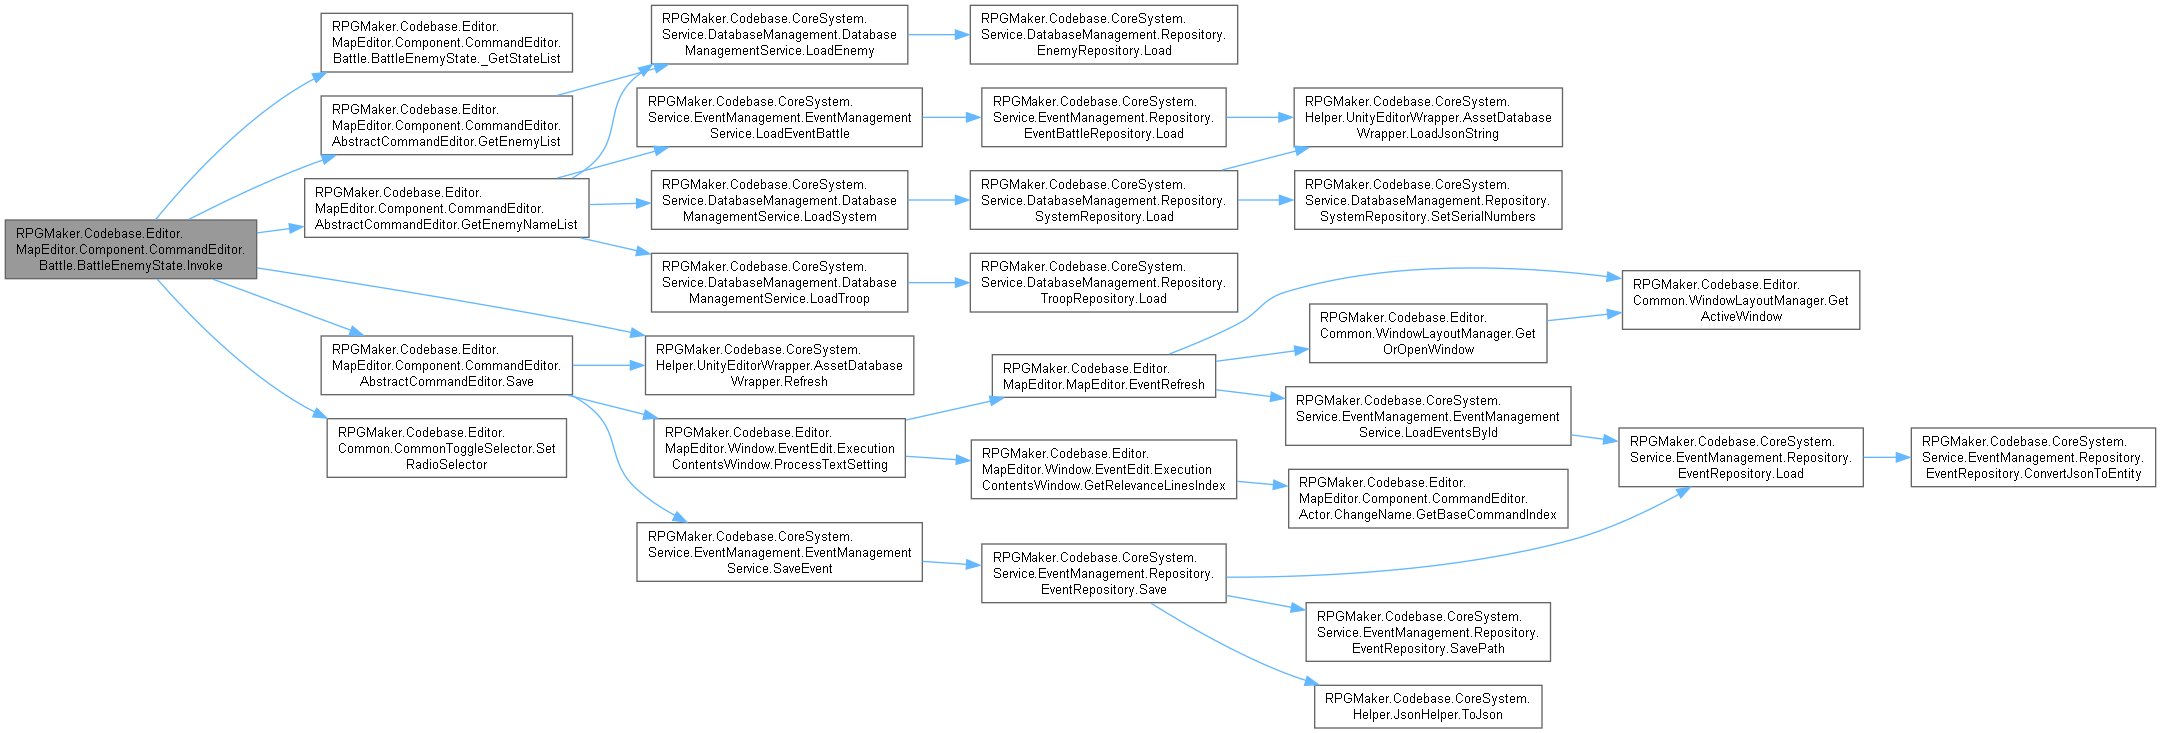 RPGMaker.Codebase.Editor.
MapEditor.Component.CommandEditor.
Battle.BattleEnemyState.Invoke
RPGMaker.Codebase.Editor.
MapEditor.Component.CommandEditor.
Battle.BattleEnemyState._GetStateList
RPGMaker.Codebase.Editor.
MapEditor.Component.CommandEditor.
AbstractCommandEditor.GetEnemyList
RPGMaker.Codebase.Editor.
MapEditor.Component.CommandEditor.
AbstractCommandEditor.GetEnemyNameList
RPGMaker.Codebase.Editor.
MapEditor.Component.CommandEditor.
AbstractCommandEditor.Save
RPGMaker.Codebase.Editor.
Common.CommonToggleSelector.Set
RadioSelector
RPGMaker.Codebase.CoreSystem.
Service.DatabaseManagement.Database
ManagementService.LoadEnemy
RPGMaker.Codebase.CoreSystem.
Service.EventManagement.EventManagement
Service.LoadEventBattle
RPGMaker.Codebase.CoreSystem.
Service.DatabaseManagement.Database
ManagementService.LoadSystem
RPGMaker.Codebase.CoreSystem.
Service.DatabaseManagement.Database
ManagementService.LoadTroop
RPGMaker.Codebase.CoreSystem.
Helper.UnityEditorWrapper.AssetDatabase
Wrapper.Refresh
RPGMaker.Codebase.Editor.
MapEditor.Window.EventEdit.Execution
ContentsWindow.ProcessTextSetting
RPGMaker.Codebase.CoreSystem.
Service.EventManagement.EventManagement
Service.SaveEvent
RPGMaker.Codebase.CoreSystem.
Service.DatabaseManagement.Repository.
EnemyRepository.Load
RPGMaker.Codebase.CoreSystem.
Service.EventManagement.Repository.
EventBattleRepository.Load
RPGMaker.Codebase.CoreSystem.
Service.DatabaseManagement.Repository.
SystemRepository.Load
RPGMaker.Codebase.CoreSystem.
Service.DatabaseManagement.Repository.
TroopRepository.Load
RPGMaker.Codebase.Editor.
MapEditor.MapEditor.EventRefresh
RPGMaker.Codebase.Editor.
MapEditor.Window.EventEdit.Execution
ContentsWindow.GetRelevanceLinesIndex
RPGMaker.Codebase.CoreSystem.
Service.EventManagement.Repository.
EventRepository.Save
RPGMaker.Codebase.CoreSystem.
Helper.UnityEditorWrapper.AssetDatabase
Wrapper.LoadJsonString
RPGMaker.Codebase.CoreSystem.
Service.DatabaseManagement.Repository.
SystemRepository.SetSerialNumbers
RPGMaker.Codebase.Editor.
Common.WindowLayoutManager.Get
OrOpenWindow
RPGMaker.Codebase.CoreSystem.
Service.EventManagement.EventManagement
Service.LoadEventsById
RPGMaker.Codebase.Editor.
MapEditor.Component.CommandEditor.
Actor.ChangeName.GetBaseCommandIndex
RPGMaker.Codebase.CoreSystem.
Service.EventManagement.Repository.
EventRepository.SavePath
RPGMaker.Codebase.CoreSystem.
Helper.JsonHelper.ToJson
RPGMaker.Codebase.Editor.
Common.WindowLayoutManager.Get
ActiveWindow
RPGMaker.Codebase.CoreSystem.
Service.EventManagement.Repository.
EventRepository.Load
RPGMaker.Codebase.CoreSystem.
Service.EventManagement.Repository.
EventRepository.ConvertJsonToEntity